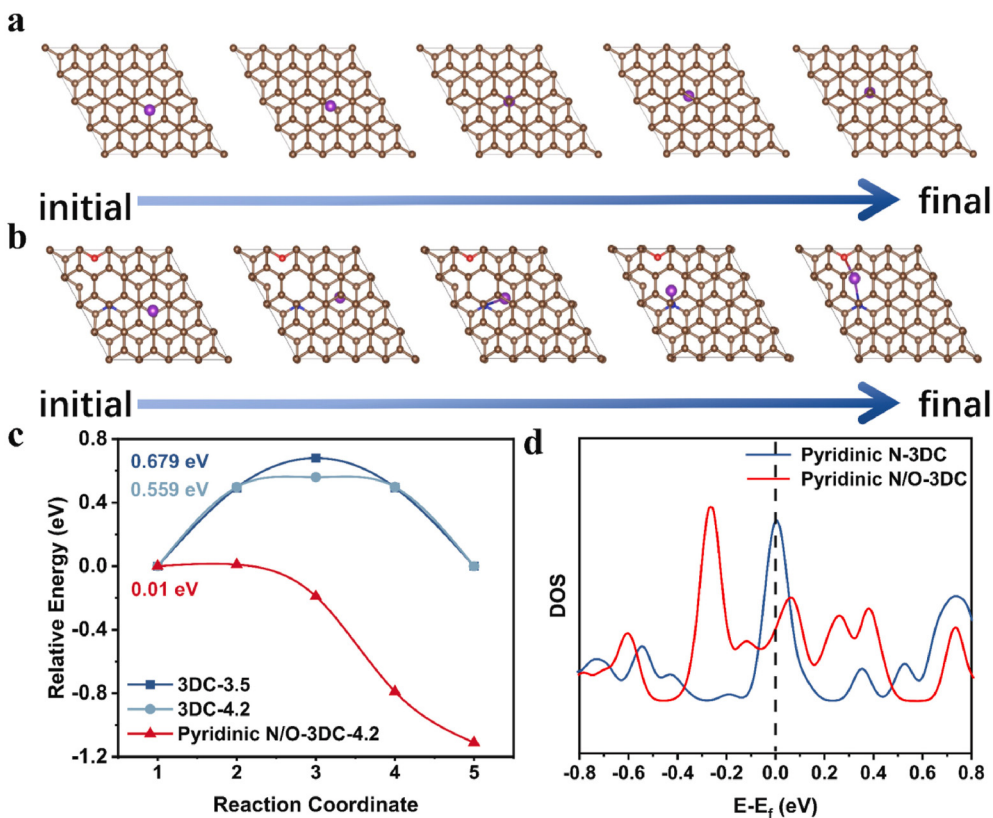 a
initial
final
b
initial
final
c
0.8
0.679 eV
0.559 eV
0.4
0.0
0.01 eV
-0.4
-0.8
-1.2
Relative Energy (eV)
3DC-3.5
3DC-4.2
Pyridinic N/O-3DC-4.2
1 2 3 4 5
Reaction Coordinate
d
Pyridinic N-3DC
Pyridinic N/O-3DC
DOS
-0.8 -0.6 -0.4 -0.2 0.0 0.2 0.4 0.6 0.8
E-Ef (eV)